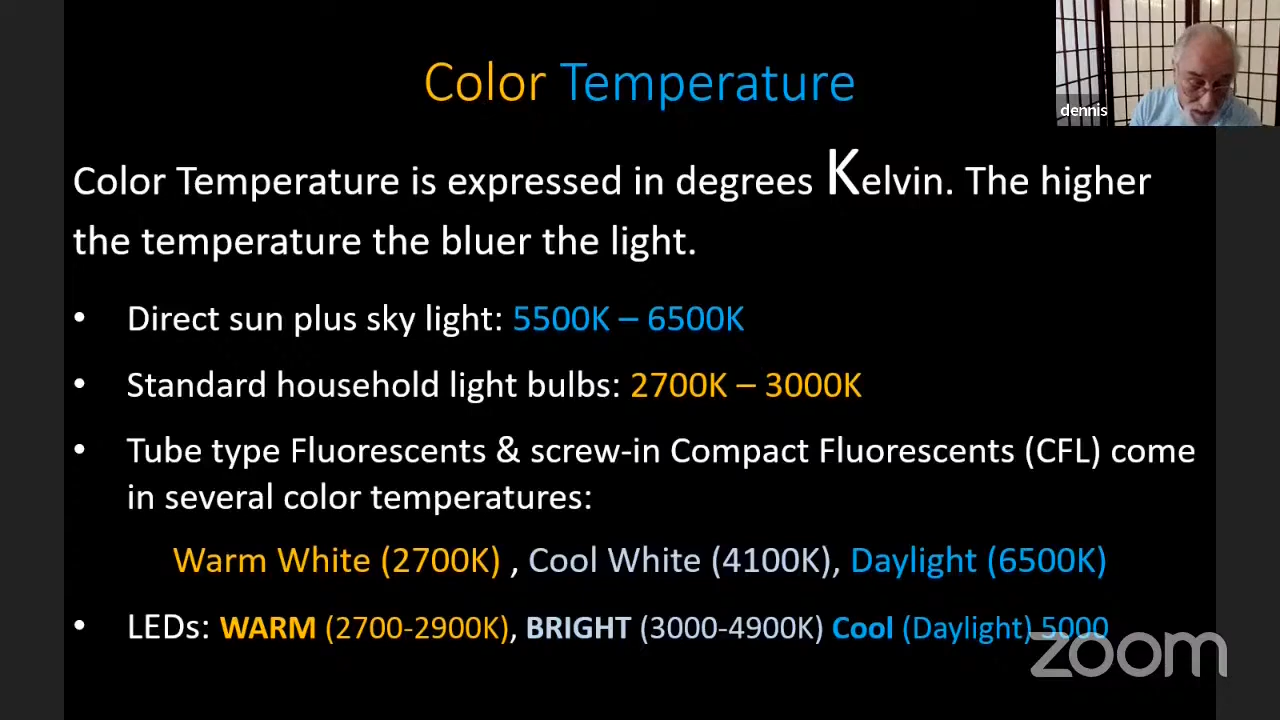 Color Temperature
dennis
Color Temperature is expressed in degrees Kelvin. The higher
the temperature the bluer the light.
• Direct sun plus sky light: 5500K – 6500K
• Standard household light bulbs: 2700K – 3000K
• Tube type Fluorescents & screw-in Compact Fluorescents (CFL) come
in several color temperatures:
Warm White (2700K) , Cool White (4100K), Daylight (6500K)
• LEDs: WARM (2700-2900K), BRIGHT (3000-4900K) Cool (Daylight) 5000
zoom